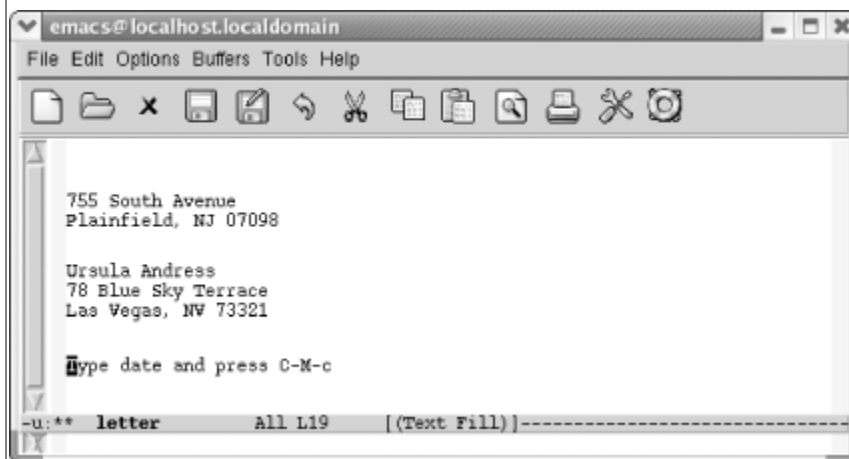 emacs@localhost.localdomain
File Edit Options Buffers Tools Help
755 South Avenue
Plainfield, NJ 07098
Ursula Andress
78 Blue Sky Terrace
Las Vegas, NV 73321
Type date and press C-M-c
-u:** letter All L19 [(Text Fill)]------------------------------